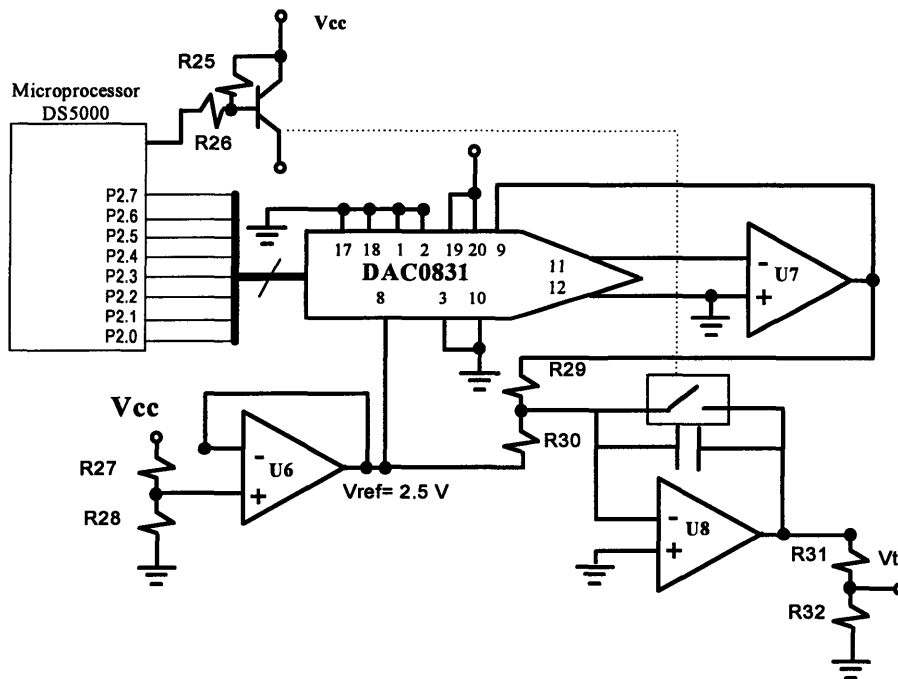 Vcc
R25
Microprocessor
DS5000
R26
P2.7
P2.6
P2.5
P2.4
P2.3
P2.2
P2.1
P2.0
17 18 1 2 19 20 9
DAC0831
11
12
8 3 10
-
U7
+
R29
Vcc
R30
R27
-
U6
+
Vref= 2.5 V
R28
-
U8
+
R31
Vt
R32